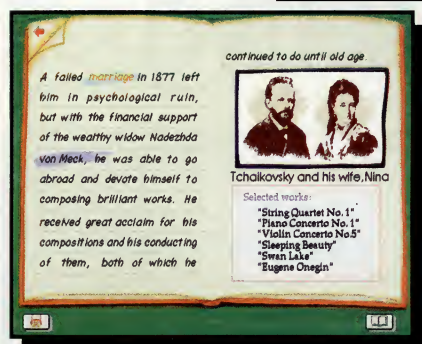 A failed marriage in 1877 left
him in psychological ruin,
but with the financial support
of the wealthy widow Nadezhda
von Meck, he was able to go
abroad and devote himself to
composing brilliant works. He
received great acclaim for his
compositions and his conducting
of them, both of which he
continued to do until old age.
Tchaikovsky and his wife, Nina
Selected works:
"String Quartet No. 1"
"Piano Concerto No. 1"
"Violin Concerto No.5"
"Sleeping Beauty"
"Swan Lake"
"Eugene Onegin"